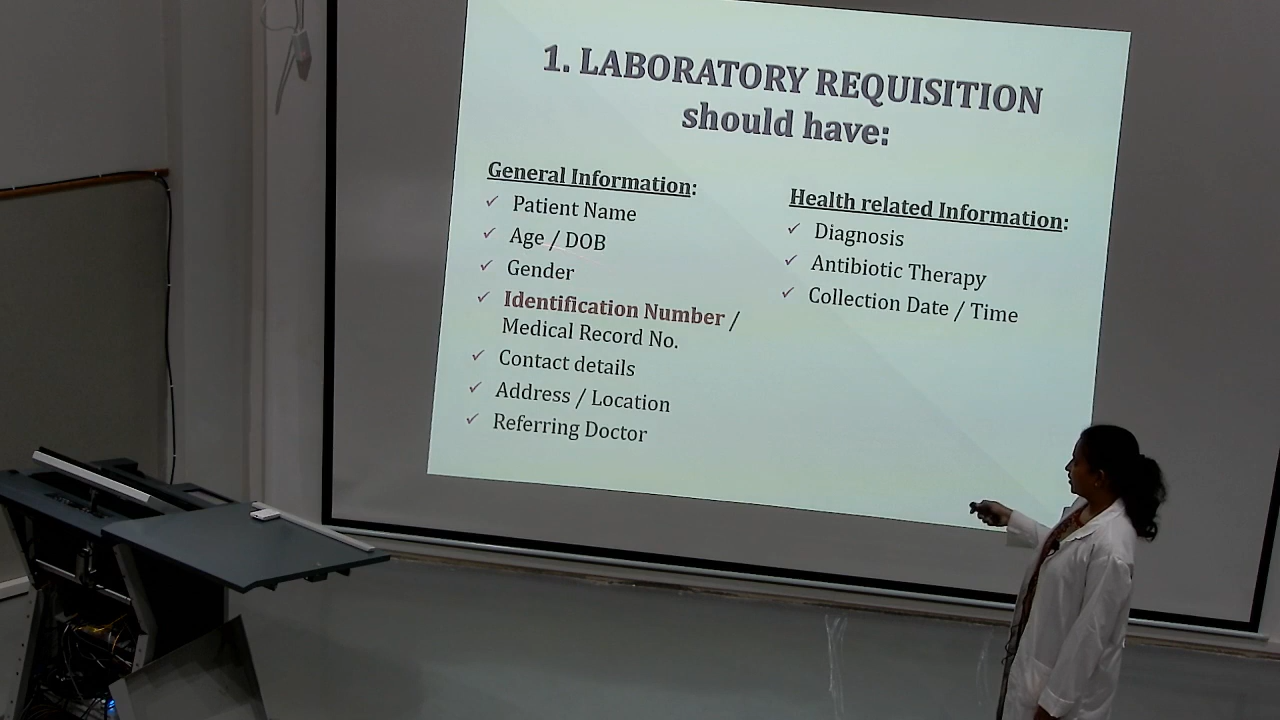 1. LABORATORY REQUISITION
should have:
General Information:
✓ Patient Name
✓ Age / DOB
✓ Gender
✓ Identification Number /
Medical Record No.
✓ Contact details
✓ Address / Location
✓ Referring Doctor
Health related Information:
✓ Diagnosis
✓ Antibiotic Therapy
✓ Collection Date / Time